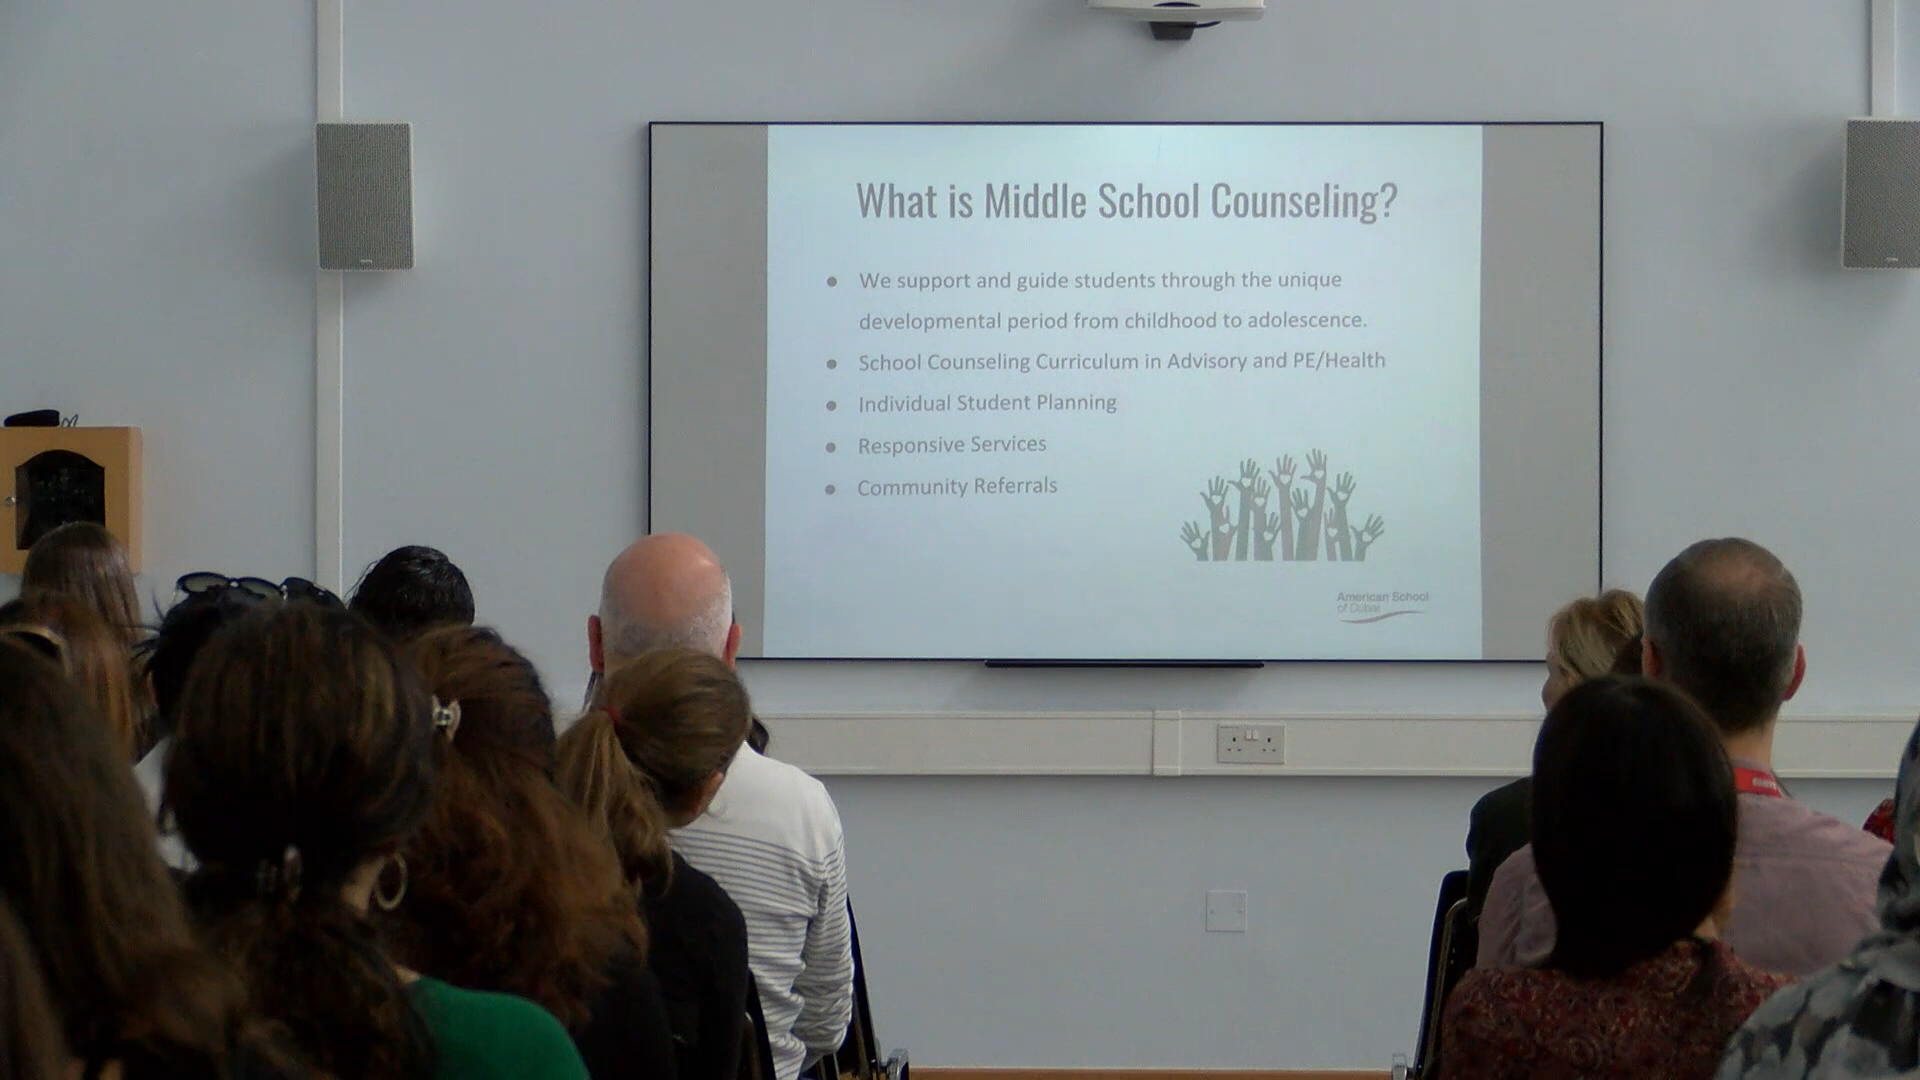 What is Middle School Counseling?
● We support and guide students through the unique
developmental period from childhood to adolescence.
● School Counseling Curriculum in Advisory and PE/Health
● Individual Student Planning
● Responsive Services
● Community Referrals
American School
of Dubai